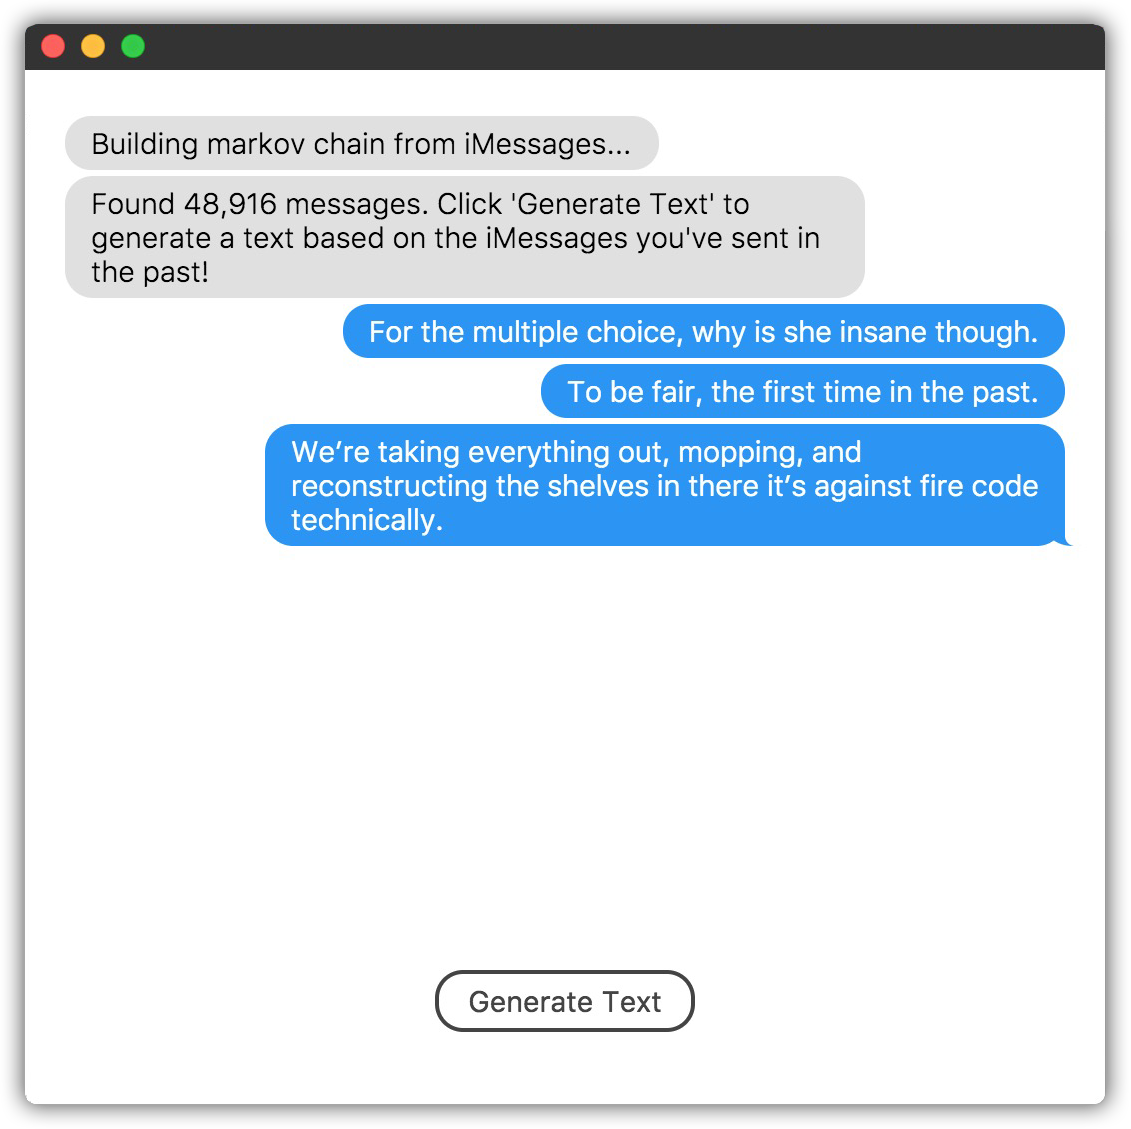 Building markov chain from iMessages...
Found 48,916 messages. Click 'Generate Text' to
generate a text based on the iMessages you've sent in
the past!
For the multiple choice, why is she insane though.
To be fair, the first time in the past.
We’re taking everything out, mopping, and
reconstructing the shelves in there it’s against fire code
technically.
Generate Text